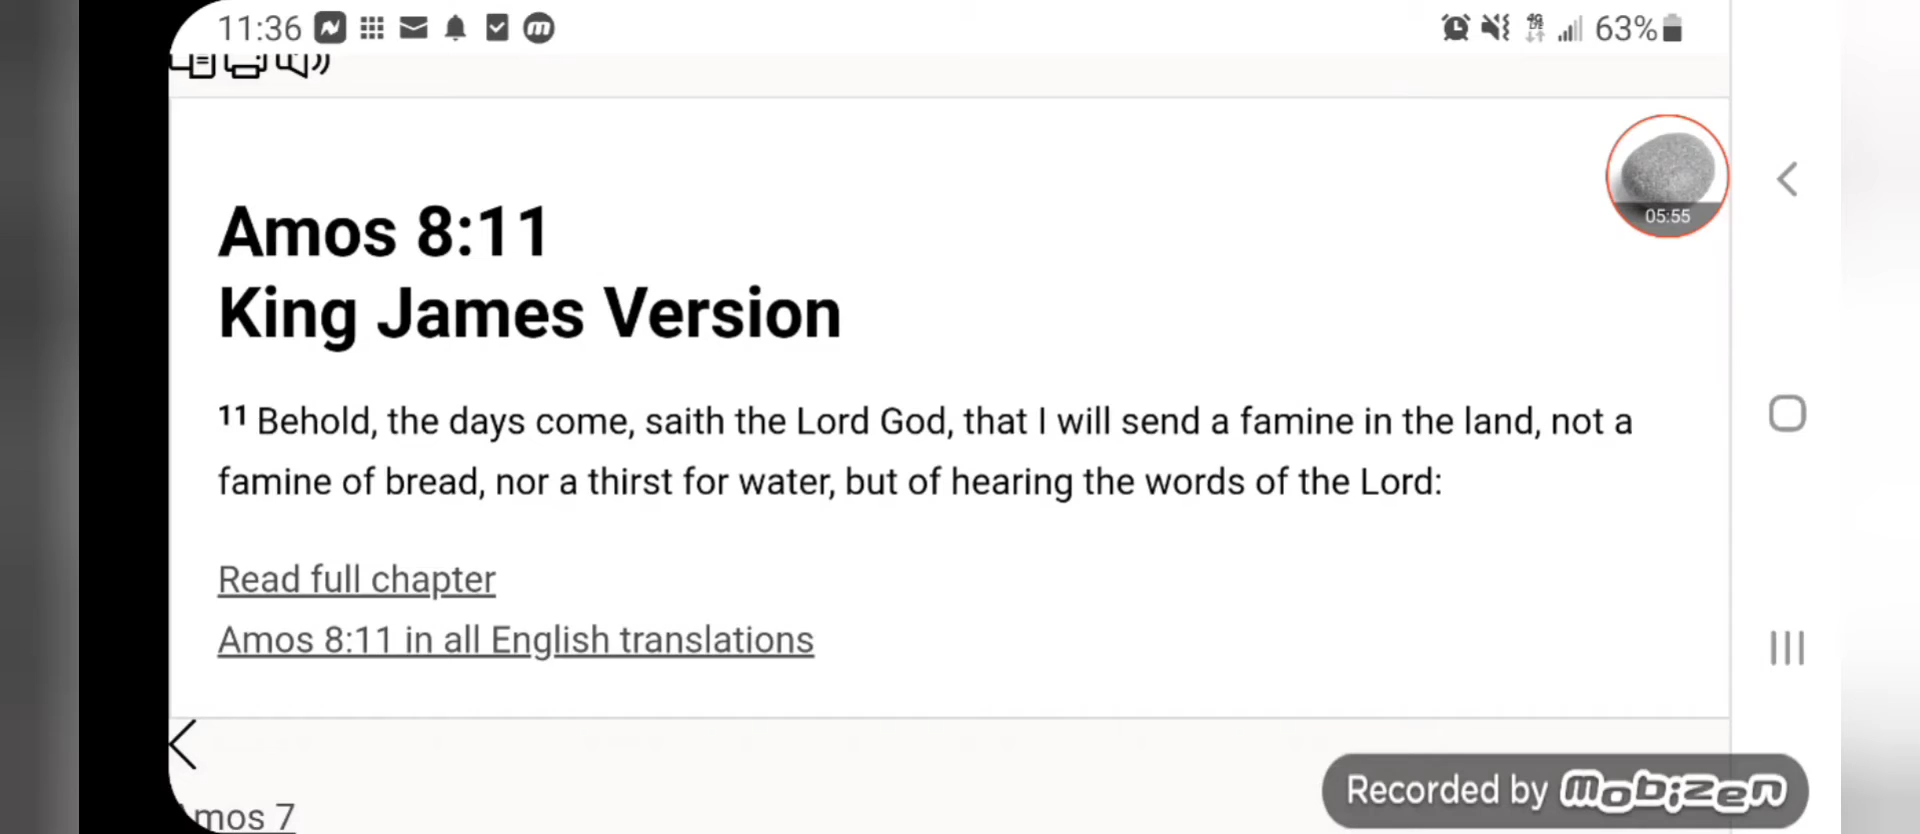 11:36
63%
05:55
Amos 8:11
King James Version
11 Behold, the days come, saith the Lord God, that I will send a famine in the land, not a
famine of bread, nor a thirst for water, but of hearing the words of the Lord:
Read full chapter
Amos 8:11 in all English translations
Recorded by mobizen
mos 7